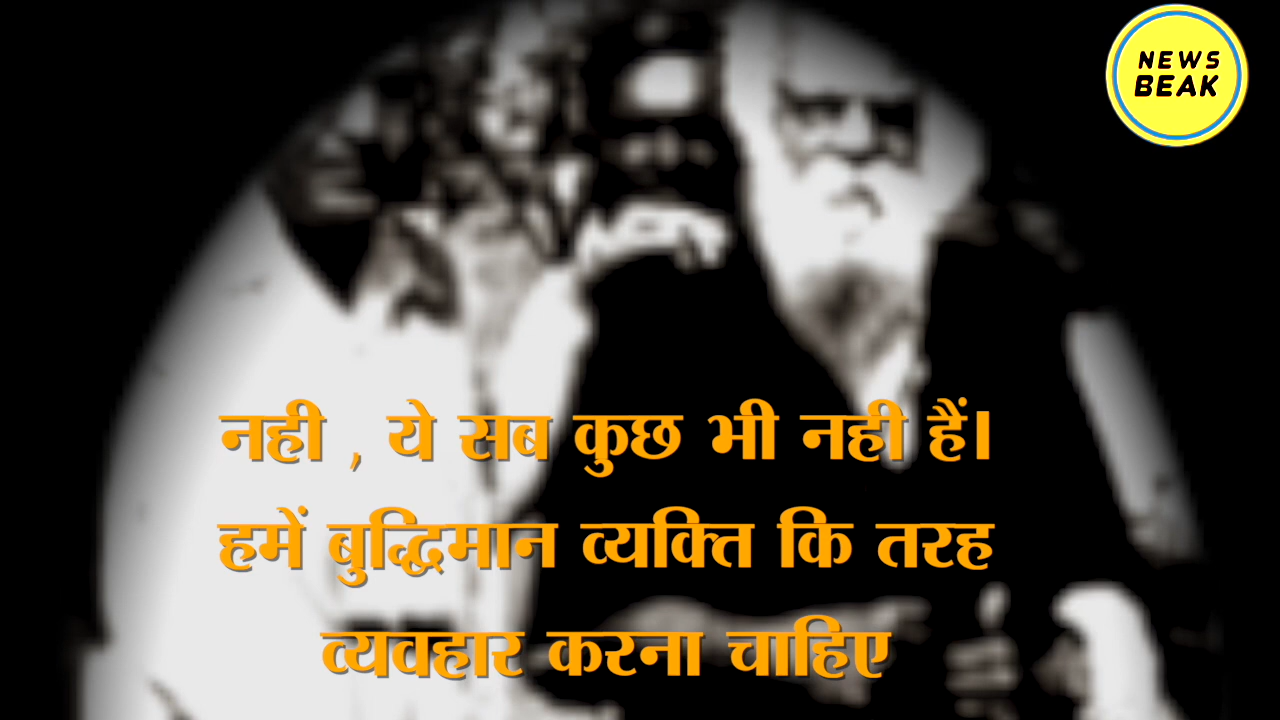 NEWS
BEAK
नही , ये सब कुछ भी नही हैं।
हमें बुद्धिमान व्यक्ति कि तरह
व्यवहार करना चाहिए